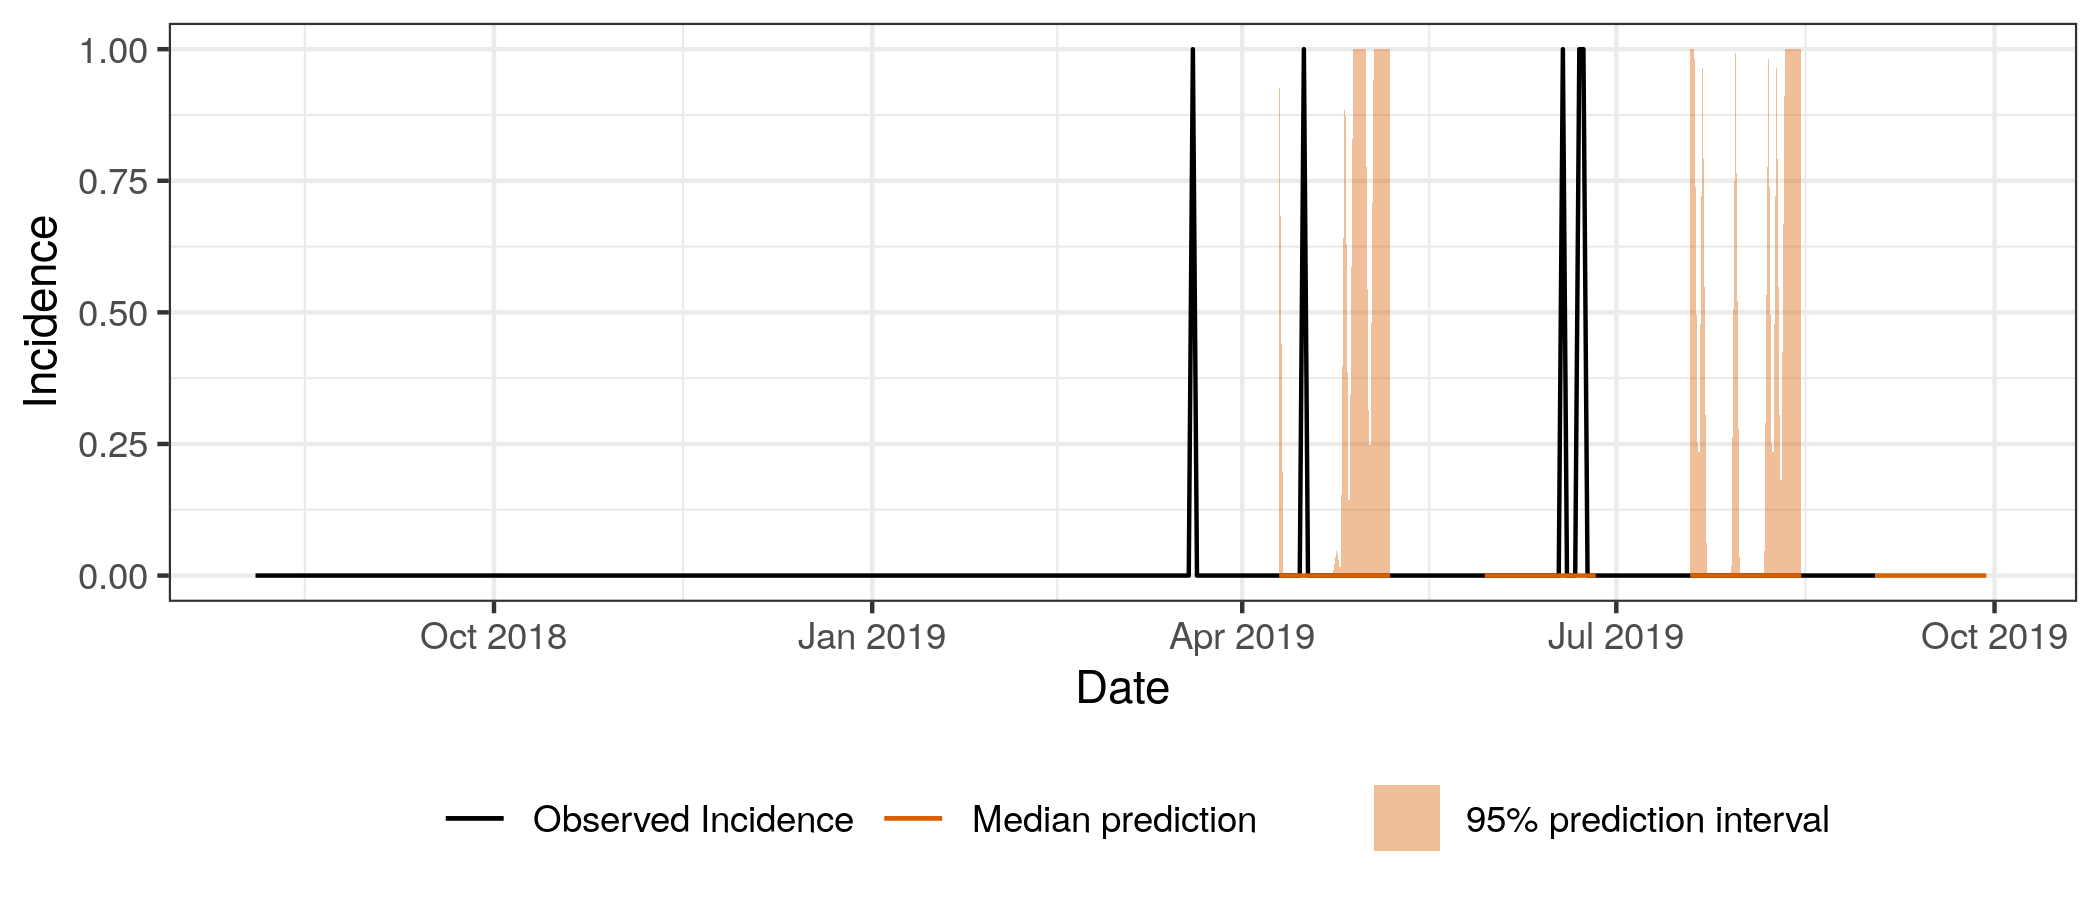 1.00
0.75
0.50
0.25
0.00
Incidence
Oct 2018 Jan 2019 Apr 2019 Jul 2019 Oct 2019
Date
Observed Incidence Median prediction 95% prediction interval